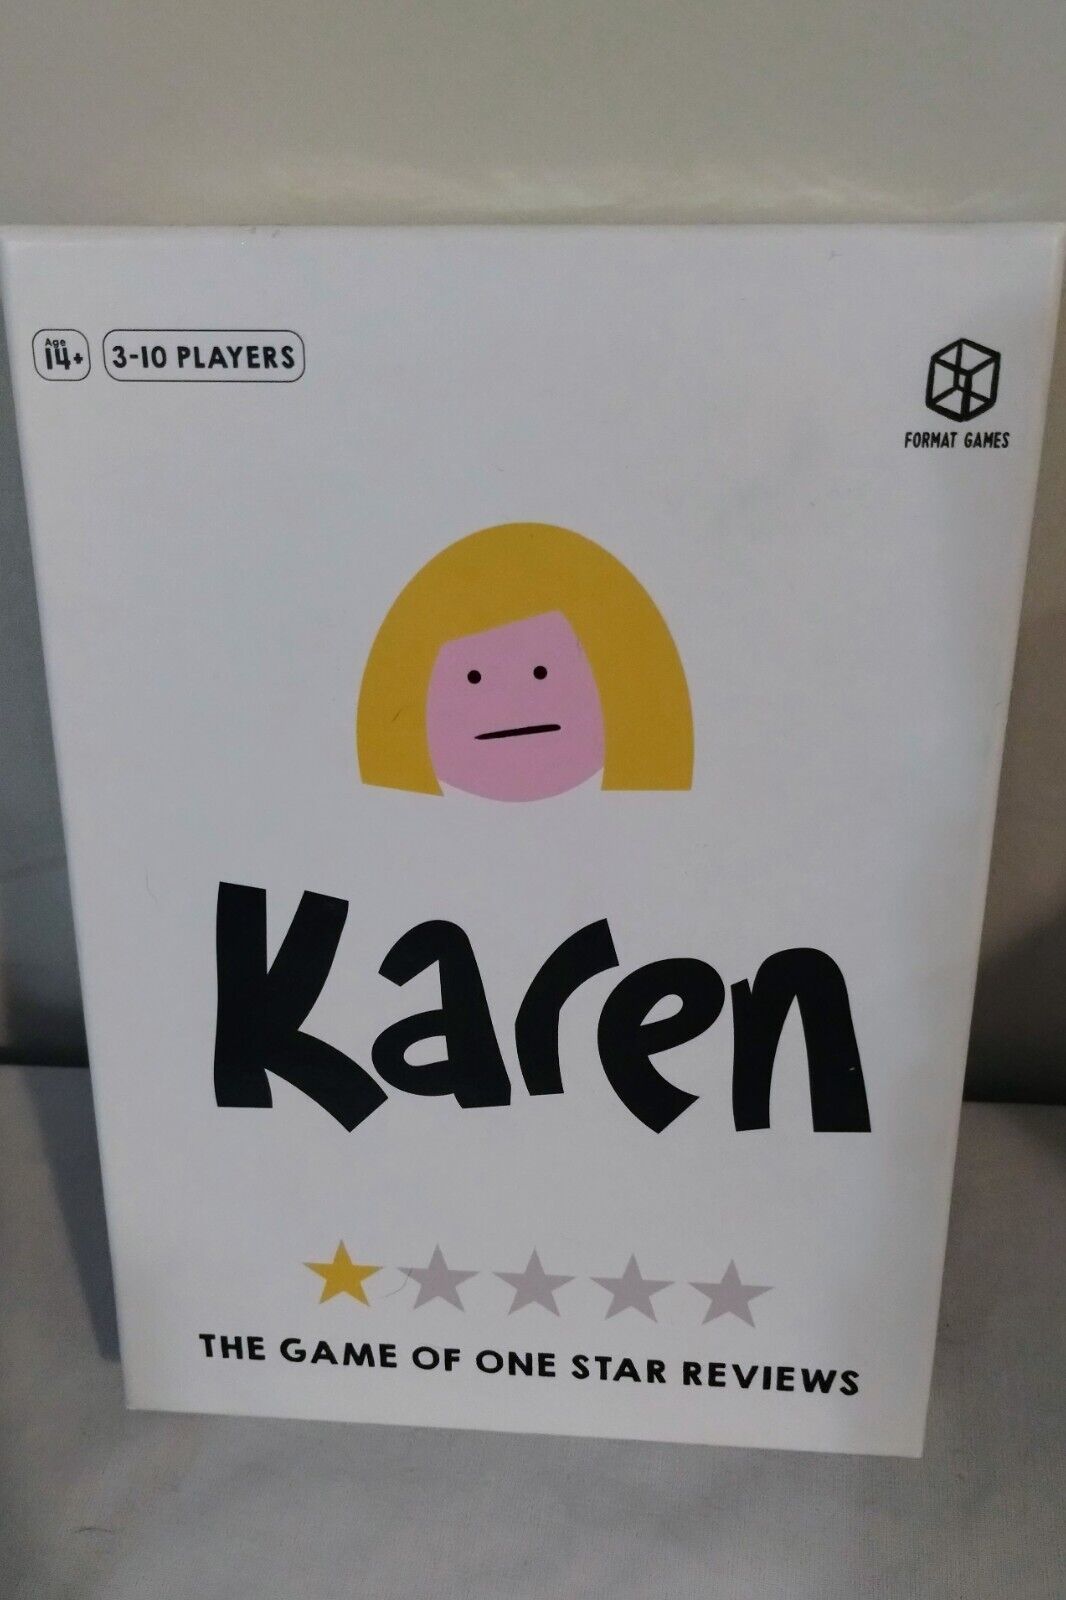 Age
14+
3-10 PLAYERS
FORMAT GAMES
Karen
THE GAME OF ONE STAR REVIEWS